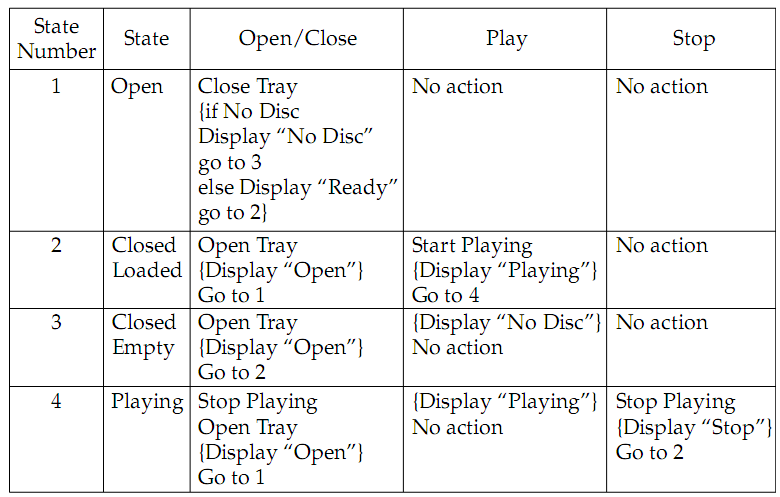 State Number State Open/Close Play Stop
1 Open Close Tray No action No action
{if No Disc
Display “No Disc”
go to 3
else Display “Ready”
go to 2}
2 Closed Open Tray Start Playing No action
Loaded {Display “Open”} {Display “Playing”}
Go to 1 Go to 4
3 Closed Open Tray {Display “No Disc”} No action
Empty {Display “Open”} No action
Go to 2
4 Playing Stop Playing {Display “Playing”} Stop Playing
Open Tray No action {Display “Stop”}
{Display “Open”} Go to 2
Go to 1